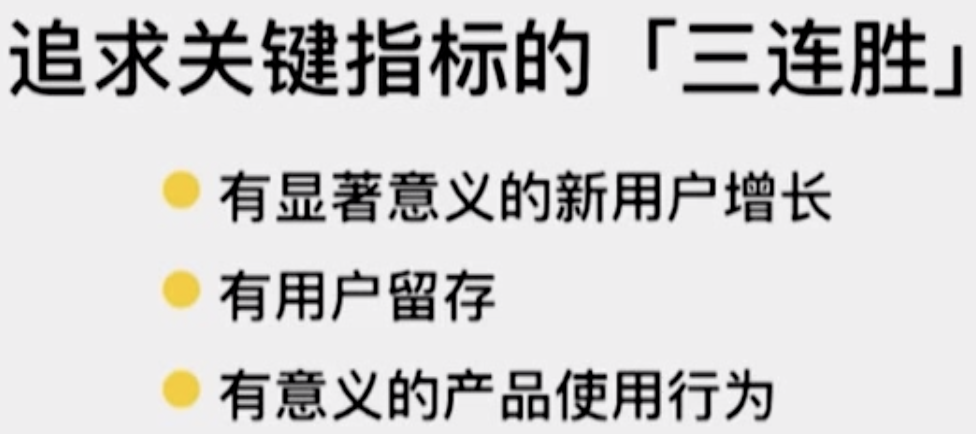 追求关键指标的「三连胜」
有显著意义的新用户增长
有用户留存
有意义的产品使用行为